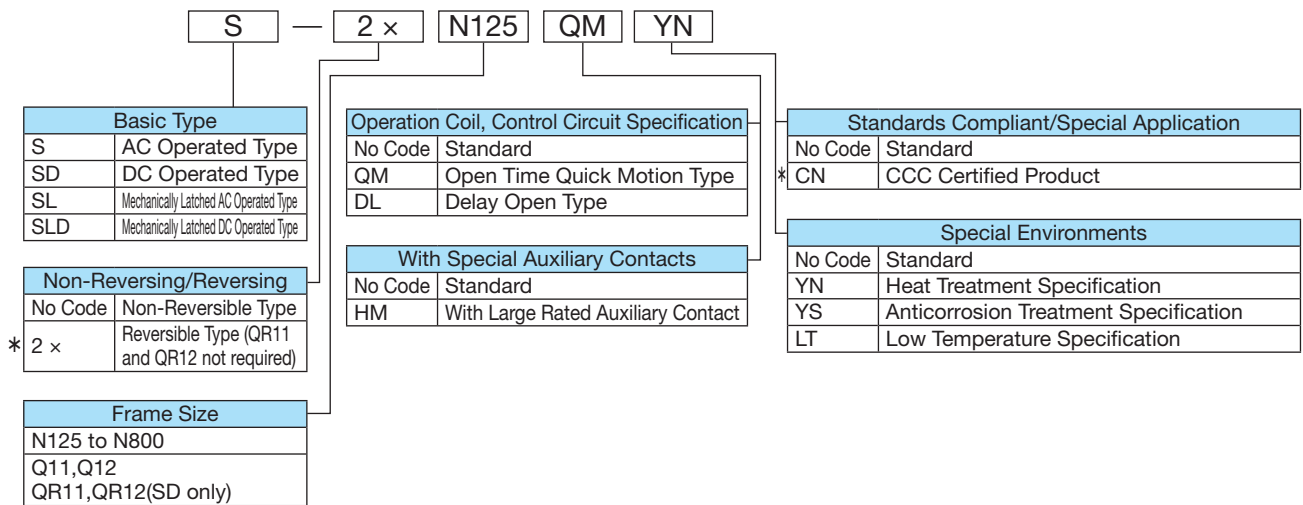 S — 2 × N125 QM YN
Basic Type
S AC Operated Type
SD DC Operated Type
SL Mechanically Latched AC Operated Type
SLD Mechanically Latched DC Operated Type
Non-Reversing/Reversing
No Code Non-Reversible Type
* 2 × Reversible Type (QR11
and QR12 not required)
Frame Size
N125 to N800
Q11,Q12
QR11,QR12(SD only)
Operation Coil, Control Circuit Specification
No Code Standard
QM Open Time Quick Motion Type
DL Delay Open Type
With Special Auxiliary Contacts
No Code Standard
HM With Large Rated Auxiliary Contact
Standards Compliant/Special Application
No Code Standard
* CN CCC Certified Product
Special Environments
No Code Standard
YN Heat Treatment Specification
YS Anticorrosion Treatment Specification
LT Low Temperature Specification